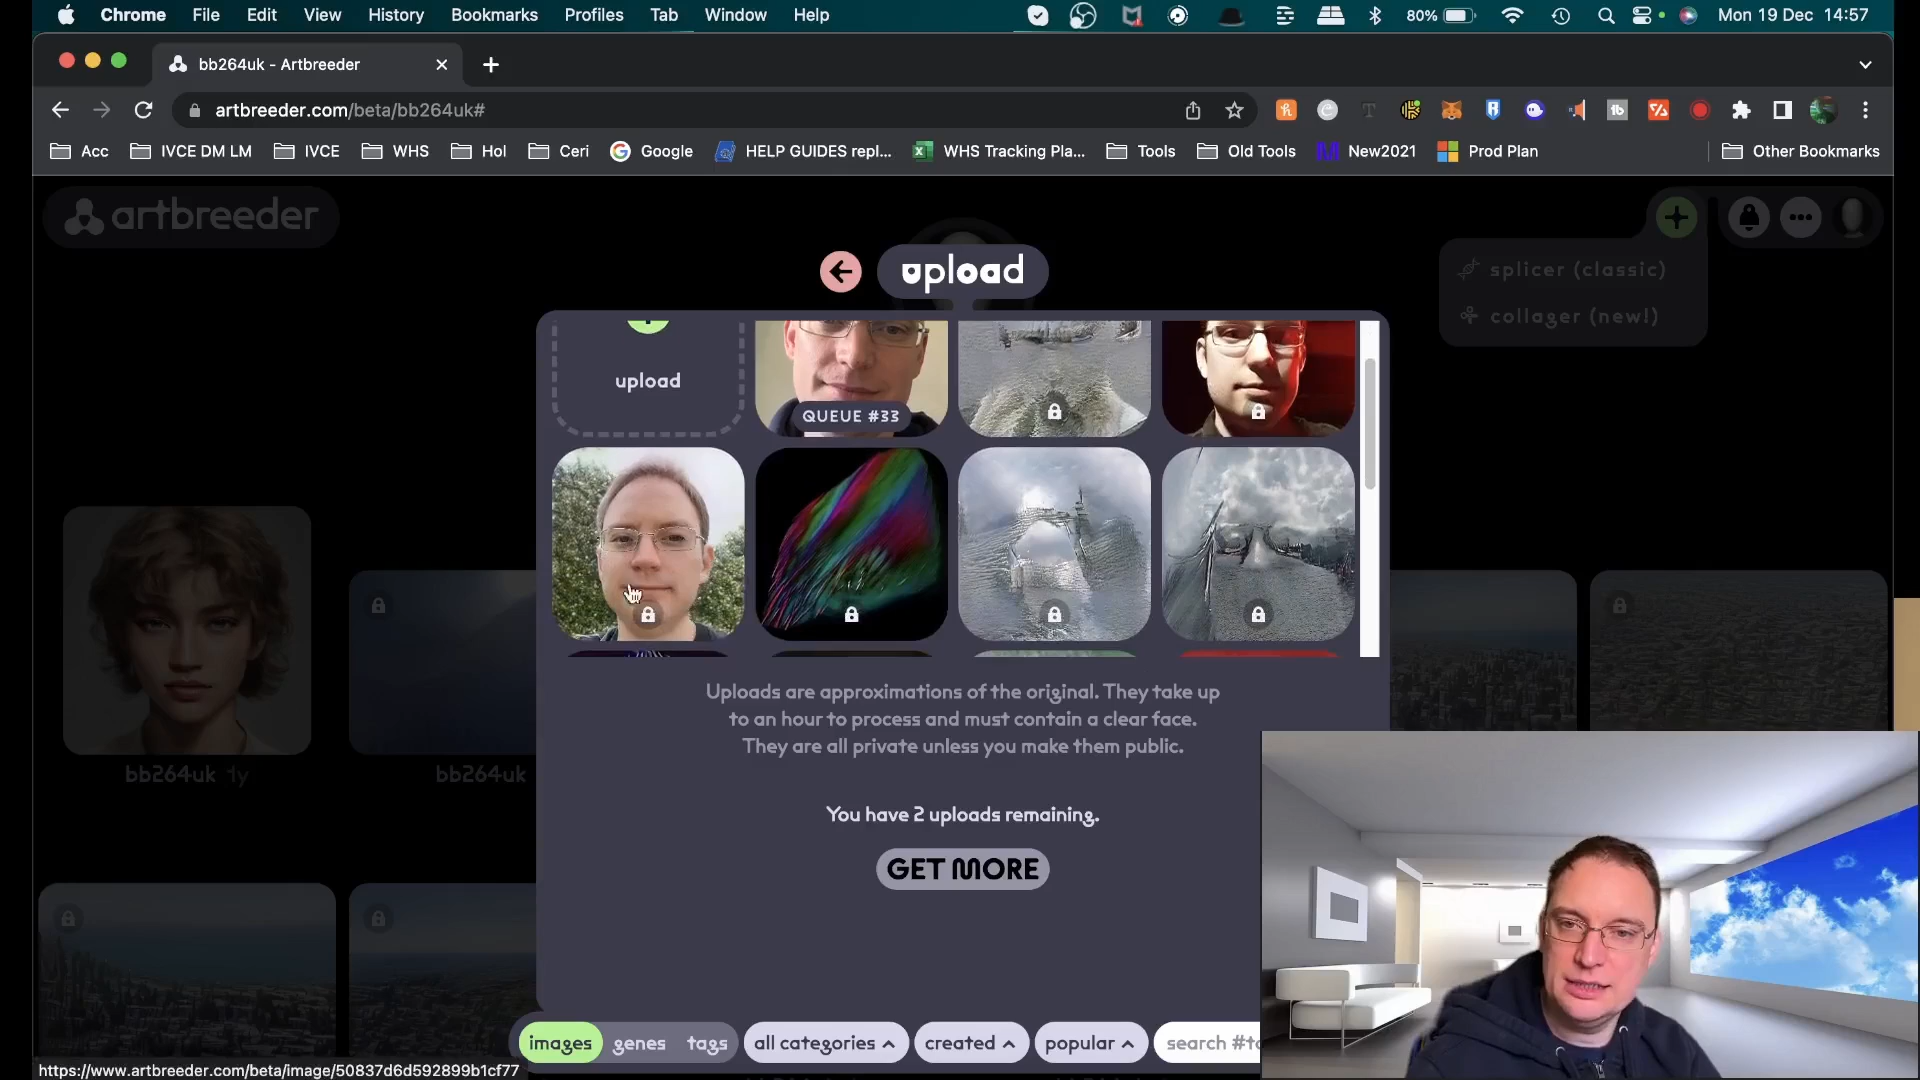 Chrome File Edit View History Bookmarks Profiles Tab Window Help 80% Mon 19 Dec 14:57
bb264uk - Artbreeder
artbreeder.com/beta/bb264uk#
Acc IVCE DM LM IVCE WHS Hol Ceri Google HELP GUIDES repl... WHS Tracking Pla... Tools Old Tools New2021 Prod Plan Other Bookmarks
artbreeder
upload
splicer (classic)
collager (new!)
upload
QUEUE #33
Uploads are approximations of the original. They take up
to an hour to process and must contain a clear face.
They are all private unless you make them public.
bb264uk 1y
bb264uk
You have 2 uploads remaining.
GET MORE
images genes tags all categories created popular search
https://www.artbreeder.com/beta/image/50837d6d592899b1cf77